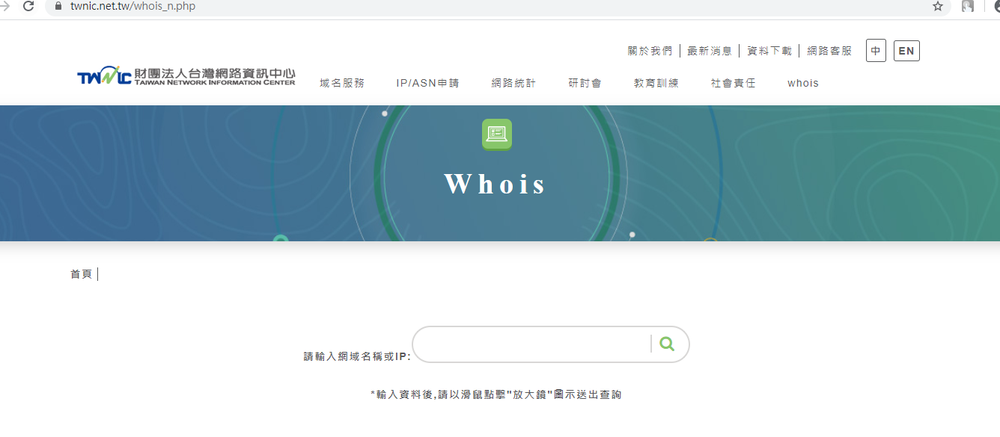 twnic.net.tw/whois_n.php
關於我們 最新消息 資料下載 網路客服 中 EN
TWNIC 財團法人台灣網路資訊中心
TAIWAN NETWORK INFORMATION CENTER
域名服務 IP/ASN申請 網路統計 研討會 教育訓練 社會責任 whois
Whois
首頁
請輸入網域名稱或IP:
*輸入資料後,請以滑鼠點擊"放大鏡"圖示送出查詢